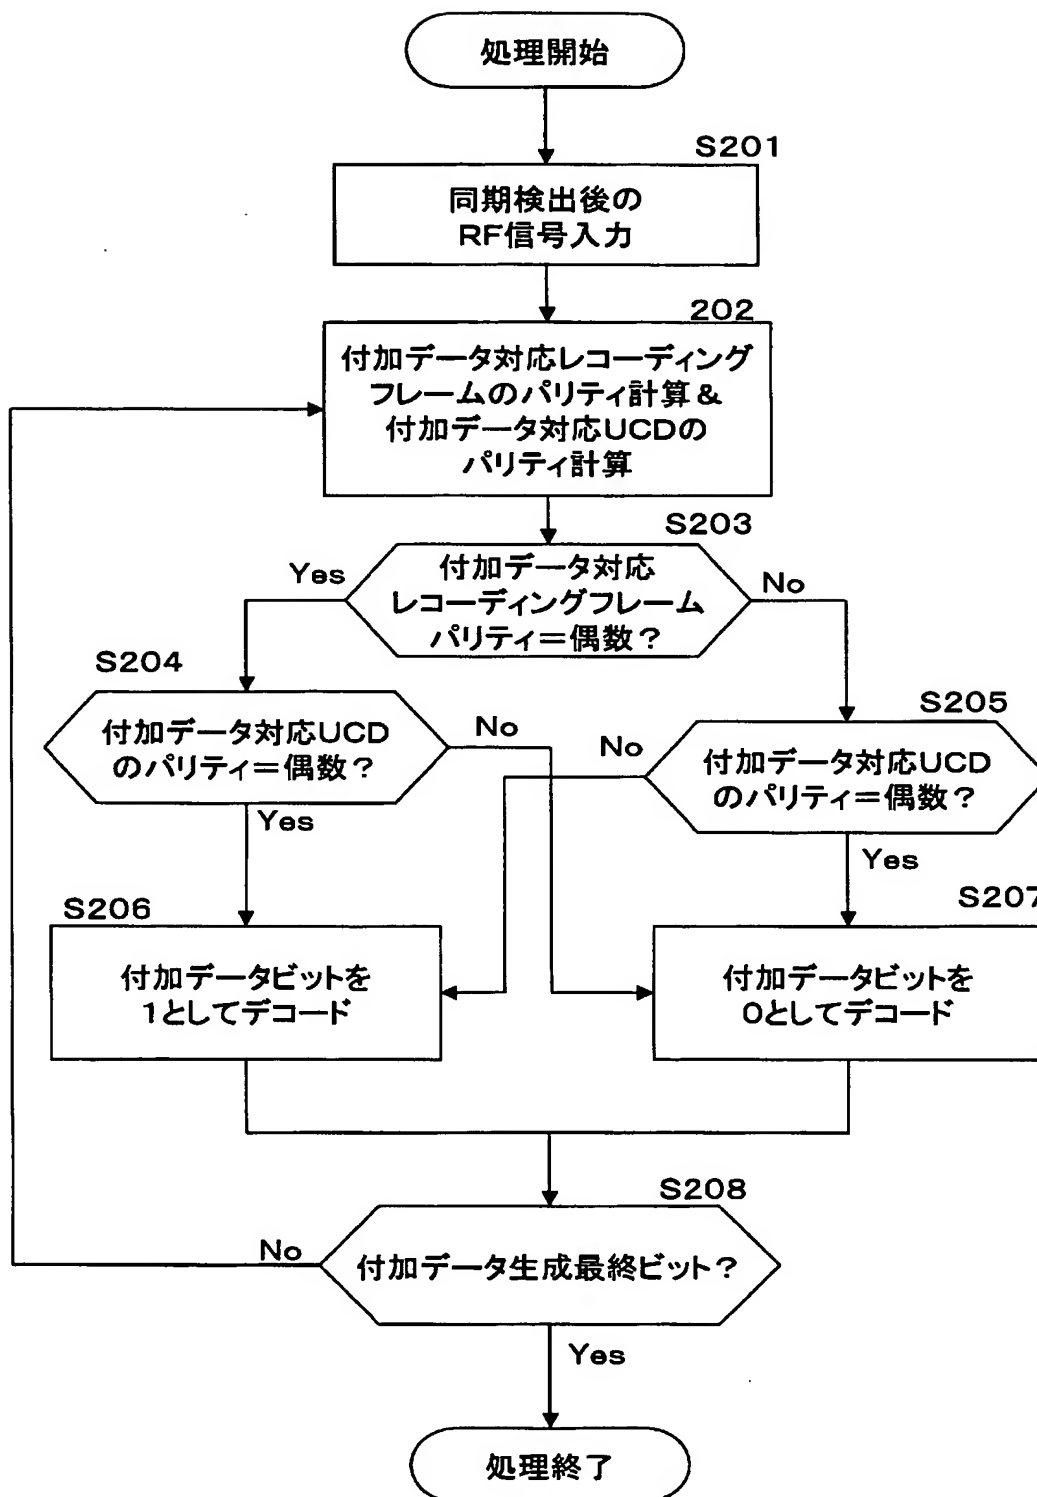 処理開始
S201
同期検出後の
RF信号入力
202
付加データ対応レコーディング
フレームのパリティ計算&
付加データ対応UCDの
パリティ計算
S203
付加データ対応
レコーディングフレーム
パリティ=偶数?
Yes
No
S204
付加データ対応UCD
のパリティ=偶数?
No
Yes
S205
付加データ対応UCD
のパリティ=偶数?
No
Yes
S206
付加データビットを
1としてデコード
S207
付加データビットを
0としてデコード
S208
付加データ生成最終ビット?
No
Yes
処理終了